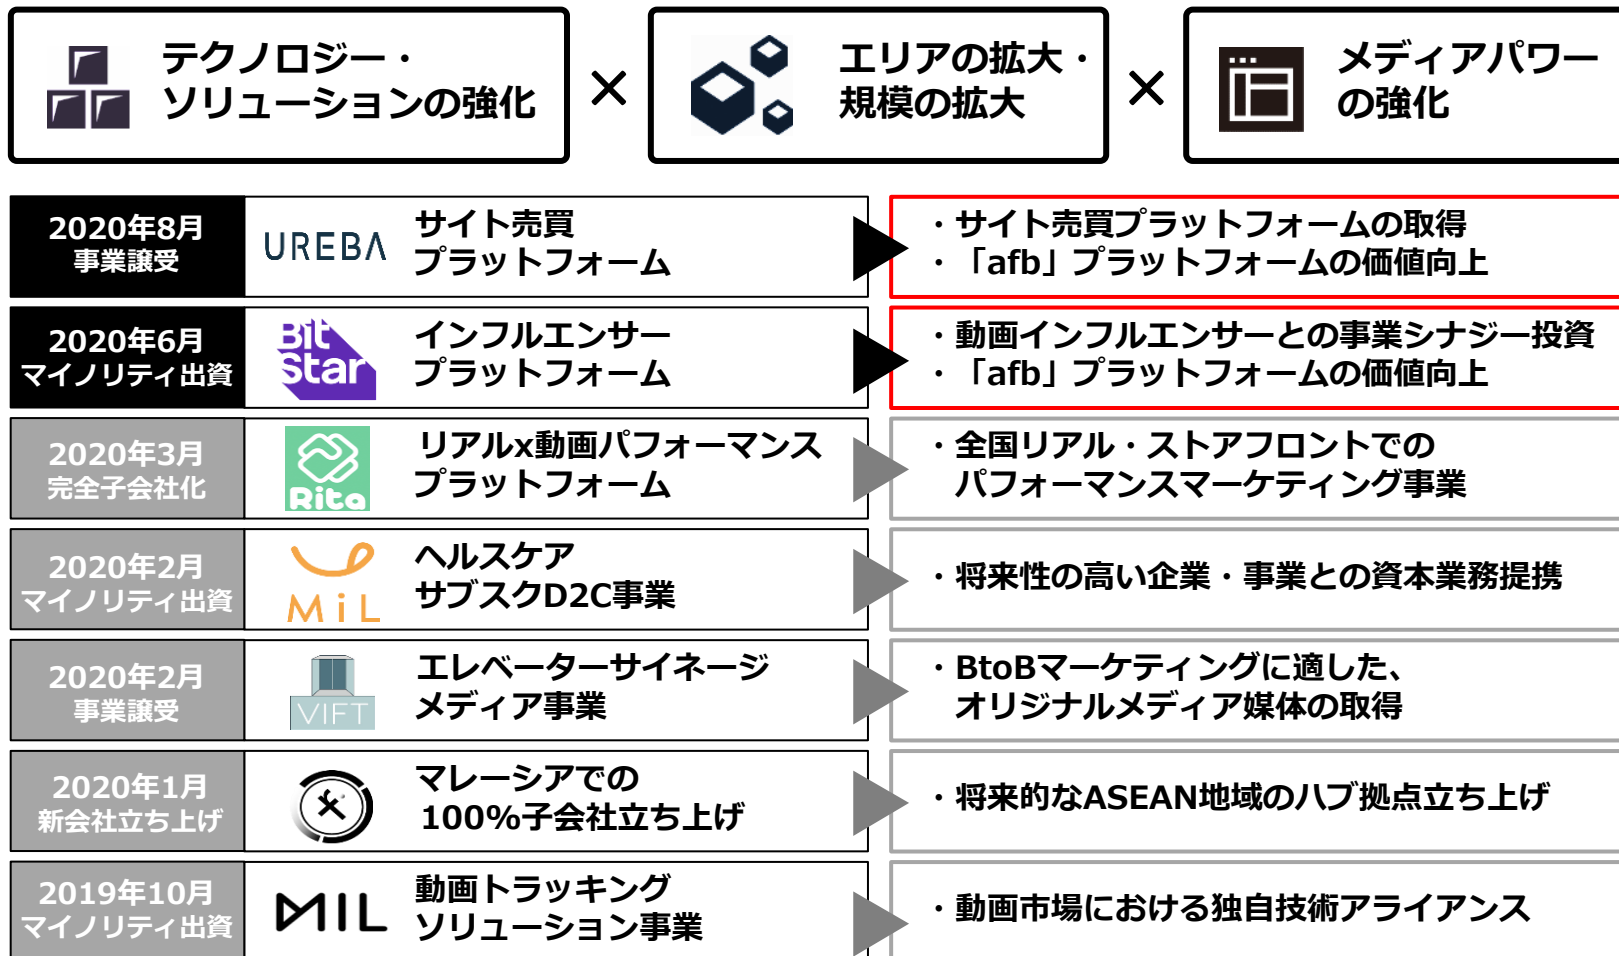 テクノロジー・
ソリューションの強化
×
エリアの拡大・
規模の拡大
×
メディアパワー
の強化
2020年8月
事業譲受
UREBA
サイト売買
プラットフォーム
・サイト売買プラットフォームの取得
・「afb」プラットフォームの価値向上
2020年6月
マイノリティ出資
Bit
Star
インフルエンサー
プラットフォーム
・動画インフルエンサーとの事業シナジー投資
・「afb」プラットフォームの価値向上
2020年3月
完全子会社化
Rita
リアルx動画パフォーマンス
プラットフォーム
・全国リアル・ストアフロントでの
パフォーマンスマーケティング事業
2020年2月
マイノリティ出資
MiL
ヘルスケア
サブスクD2C事業
・将来性の高い企業・事業との資本業務提携
2020年2月
事業譲受
VIFT
エレベーターサイネージ
メディア事業
・BtoBマーケティングに適した、
オリジナルメディア媒体の取得
2020年1月
新会社立ち上げ
マレーシアでの
100%子会社立ち上げ
・将来的なASEAN地域のハブ拠点立ち上げ
2019年10月
マイノリティ出資
MIL
動画トラッキング
ソリューション事業
・動画市場における独自技術アライアンス